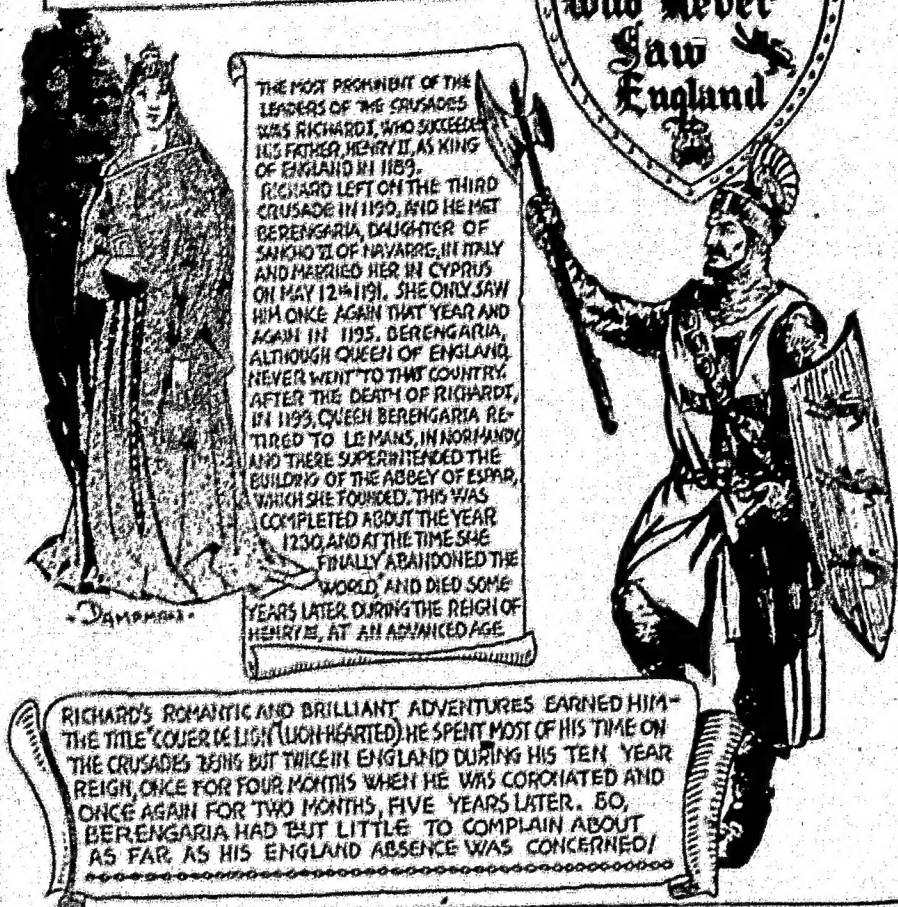 who Never
Saw
England
THE MOST PROMINENT OF THE
LEADERS OF THE CRUSADES
WAS RICHARD I, WHO SUCCEEDED
HIS FATHER, HENRY II, AS KING
OF ENGLAND IN 1189.
RICHARD LEFT ON THE THIRD
CRUSADE IN 1190, AND HE MET
BERENGARIA, DAUGHTER OF
SANCHO VI OF NAVARRE, IN ITALY
AND MARRIED HER IN CYPRUS
ON MAY 12TH 1191. SHE ONLY SAW
HIM ONCE AGAIN THAT YEAR AND
AGAIN IN 1195. BERENGARIA,
ALTHOUGH QUEEN OF ENGLAND,
NEVER WENT TO THAT COUNTRY.
AFTER THE DEATH OF RICHARD I,
IN 1199, QUEEN BERENGARIA RE-
TIRED TO LE MANS, IN NORMANDY,
AND THERE SUPERINTENDED THE
BUILDING OF THE ABBEY OF ESPAR,
WHICH SHE FOUNDED. THIS WAS
COMPLETED ABOUT THE YEAR
1230, AND AT THE TIME SHE
FINALLY "ABANDONED THE
WORLD" AND DIED SOME
YEARS LATER DURING THE REIGN OF
HENRY III, AT AN ADVANCED AGE
RICHARD'S ROMANTIC AND BRILLIANT ADVENTURES EARNED HIM-
THE TITLE "COUER DE LION" (LION-HEARTED). HE SPENT MOST OF HIS TIME ON
THE CRUSADES BEING BUT TWICE IN ENGLAND DURING HIS TEN YEAR
REIGN, ONCE FOR FOUR MONTHS WHEN HE WAS CORONATED AND
ONCE AGAIN FOR TWO MONTHS, FIVE YEARS LATER. SO,
BERENGARIA HAD BUT LITTLE TO COMPLAIN ABOUT
AS FAR AS HIS ENGLAND ABSENCE WAS CONCERNED!